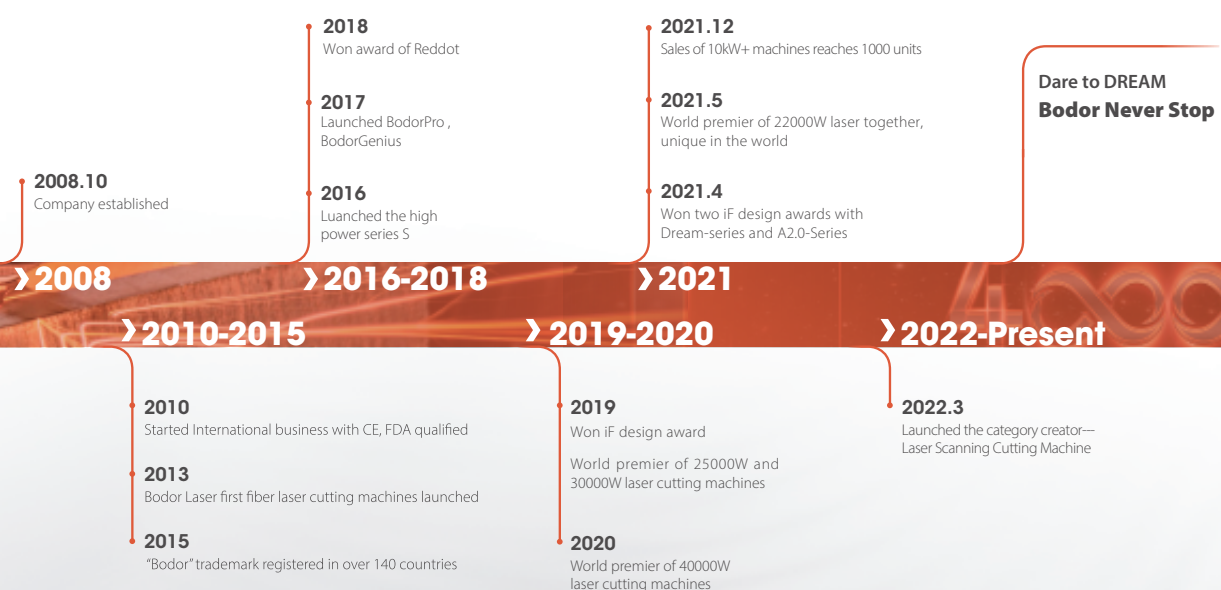 2008.10
Company established
2018
Won award of Reddot
2017
Launched BodorPro ,
BodorGenius
2016
Luanched the high
power series S
2021.12
Sales of 10kW+ machines reaches 1000 units
2021.5
World premier of 22000W laser together,
unique in the world
2021.4
Won two iF design awards with
Dream-series and A2.0-Series
Dare to DREAM
Bodor Never Stop
2008
2016-2018
2021
2010-2015
2019-2020
2022-Present
2010
Started International business with CE, FDA qualified
2013
Bodor Laser first fiber laser cutting machines launched
2015
“Bodor” trademark registered in over 140 countries
2019
Won iF design award
World premier of 25000W and
30000W laser cutting machines
2020
World premier of 40000W
laser cutting machines
2022.3
Launched the category creator---
Laser Scanning Cutting Machine